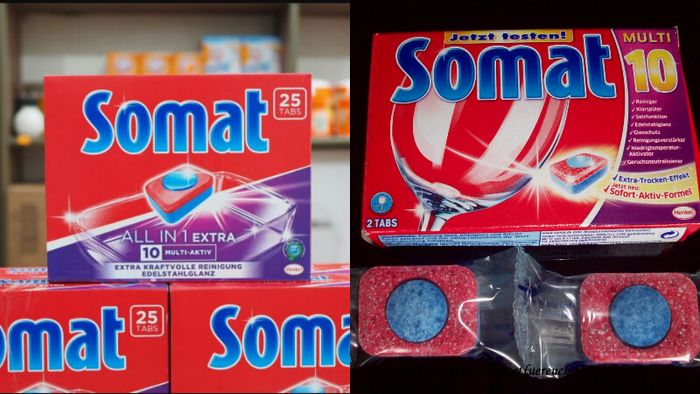 Somat
25
TABS
ALL IN 1 EXTRA
10 MULTI-AKTIV
EXTRA KRAFTVOLLE REINIGUNG
EDELSTAHLGLANZ
Henkel
Somat
25
TABS
Somat
Jetzt testen!
Somat
MULTI
10
✓Reiniger
✓Klarspüler
✓Salzfunktion
✓Edelstahlglanz
✓Glasschutz
✓Reinigungsverstärker
✓Niedrigtemperatur-
Aktivator
✓Geruchsneutralisierer
✓Extra-Trocken-Effekt
✓Jetzt neu:
Sofort-Aktiv-Formel
2 TABS
Henkel